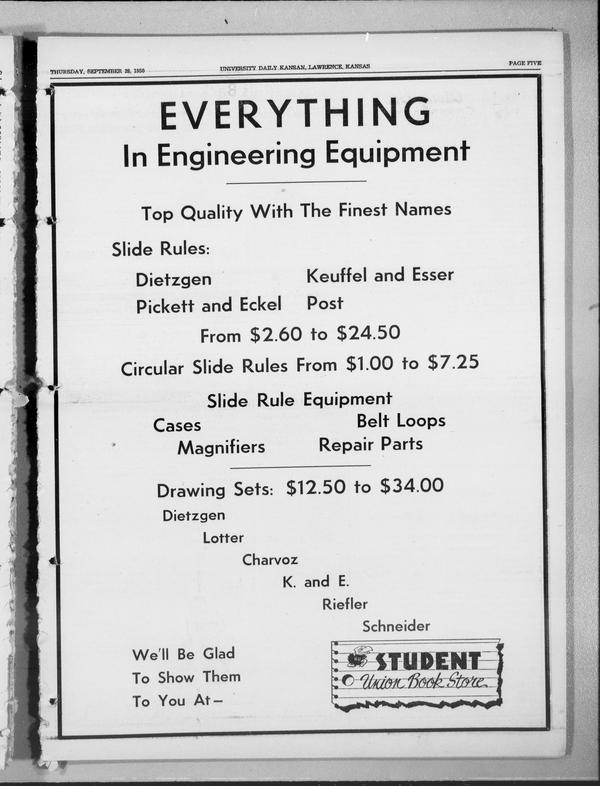 THURSDAY, SEPTEMBER 28, 1950 UNIVERSITY DAILY KANSAN, LAWRENCE, KANSAS PAGE FIVE
EVERYTHING
In Engineering Equipment
Top Quality With The Finest Names
Slide Rules:
Dietzgen Keuffel and Esser
Pickett and Eckel Post
From $2.60 to $24.50
Circular Slide Rules From $1.00 to $7.25
Slide Rule Equipment
Cases Belt Loops
Magnifiers Repair Parts
Drawing Sets: $12.50 to $34.00
Dietzgen
Lotter
Charvoz
K. and E.
Riefler
Schneider
We'll Be Glad
To Show Them
To You At—
STUDENT
Union Book Store